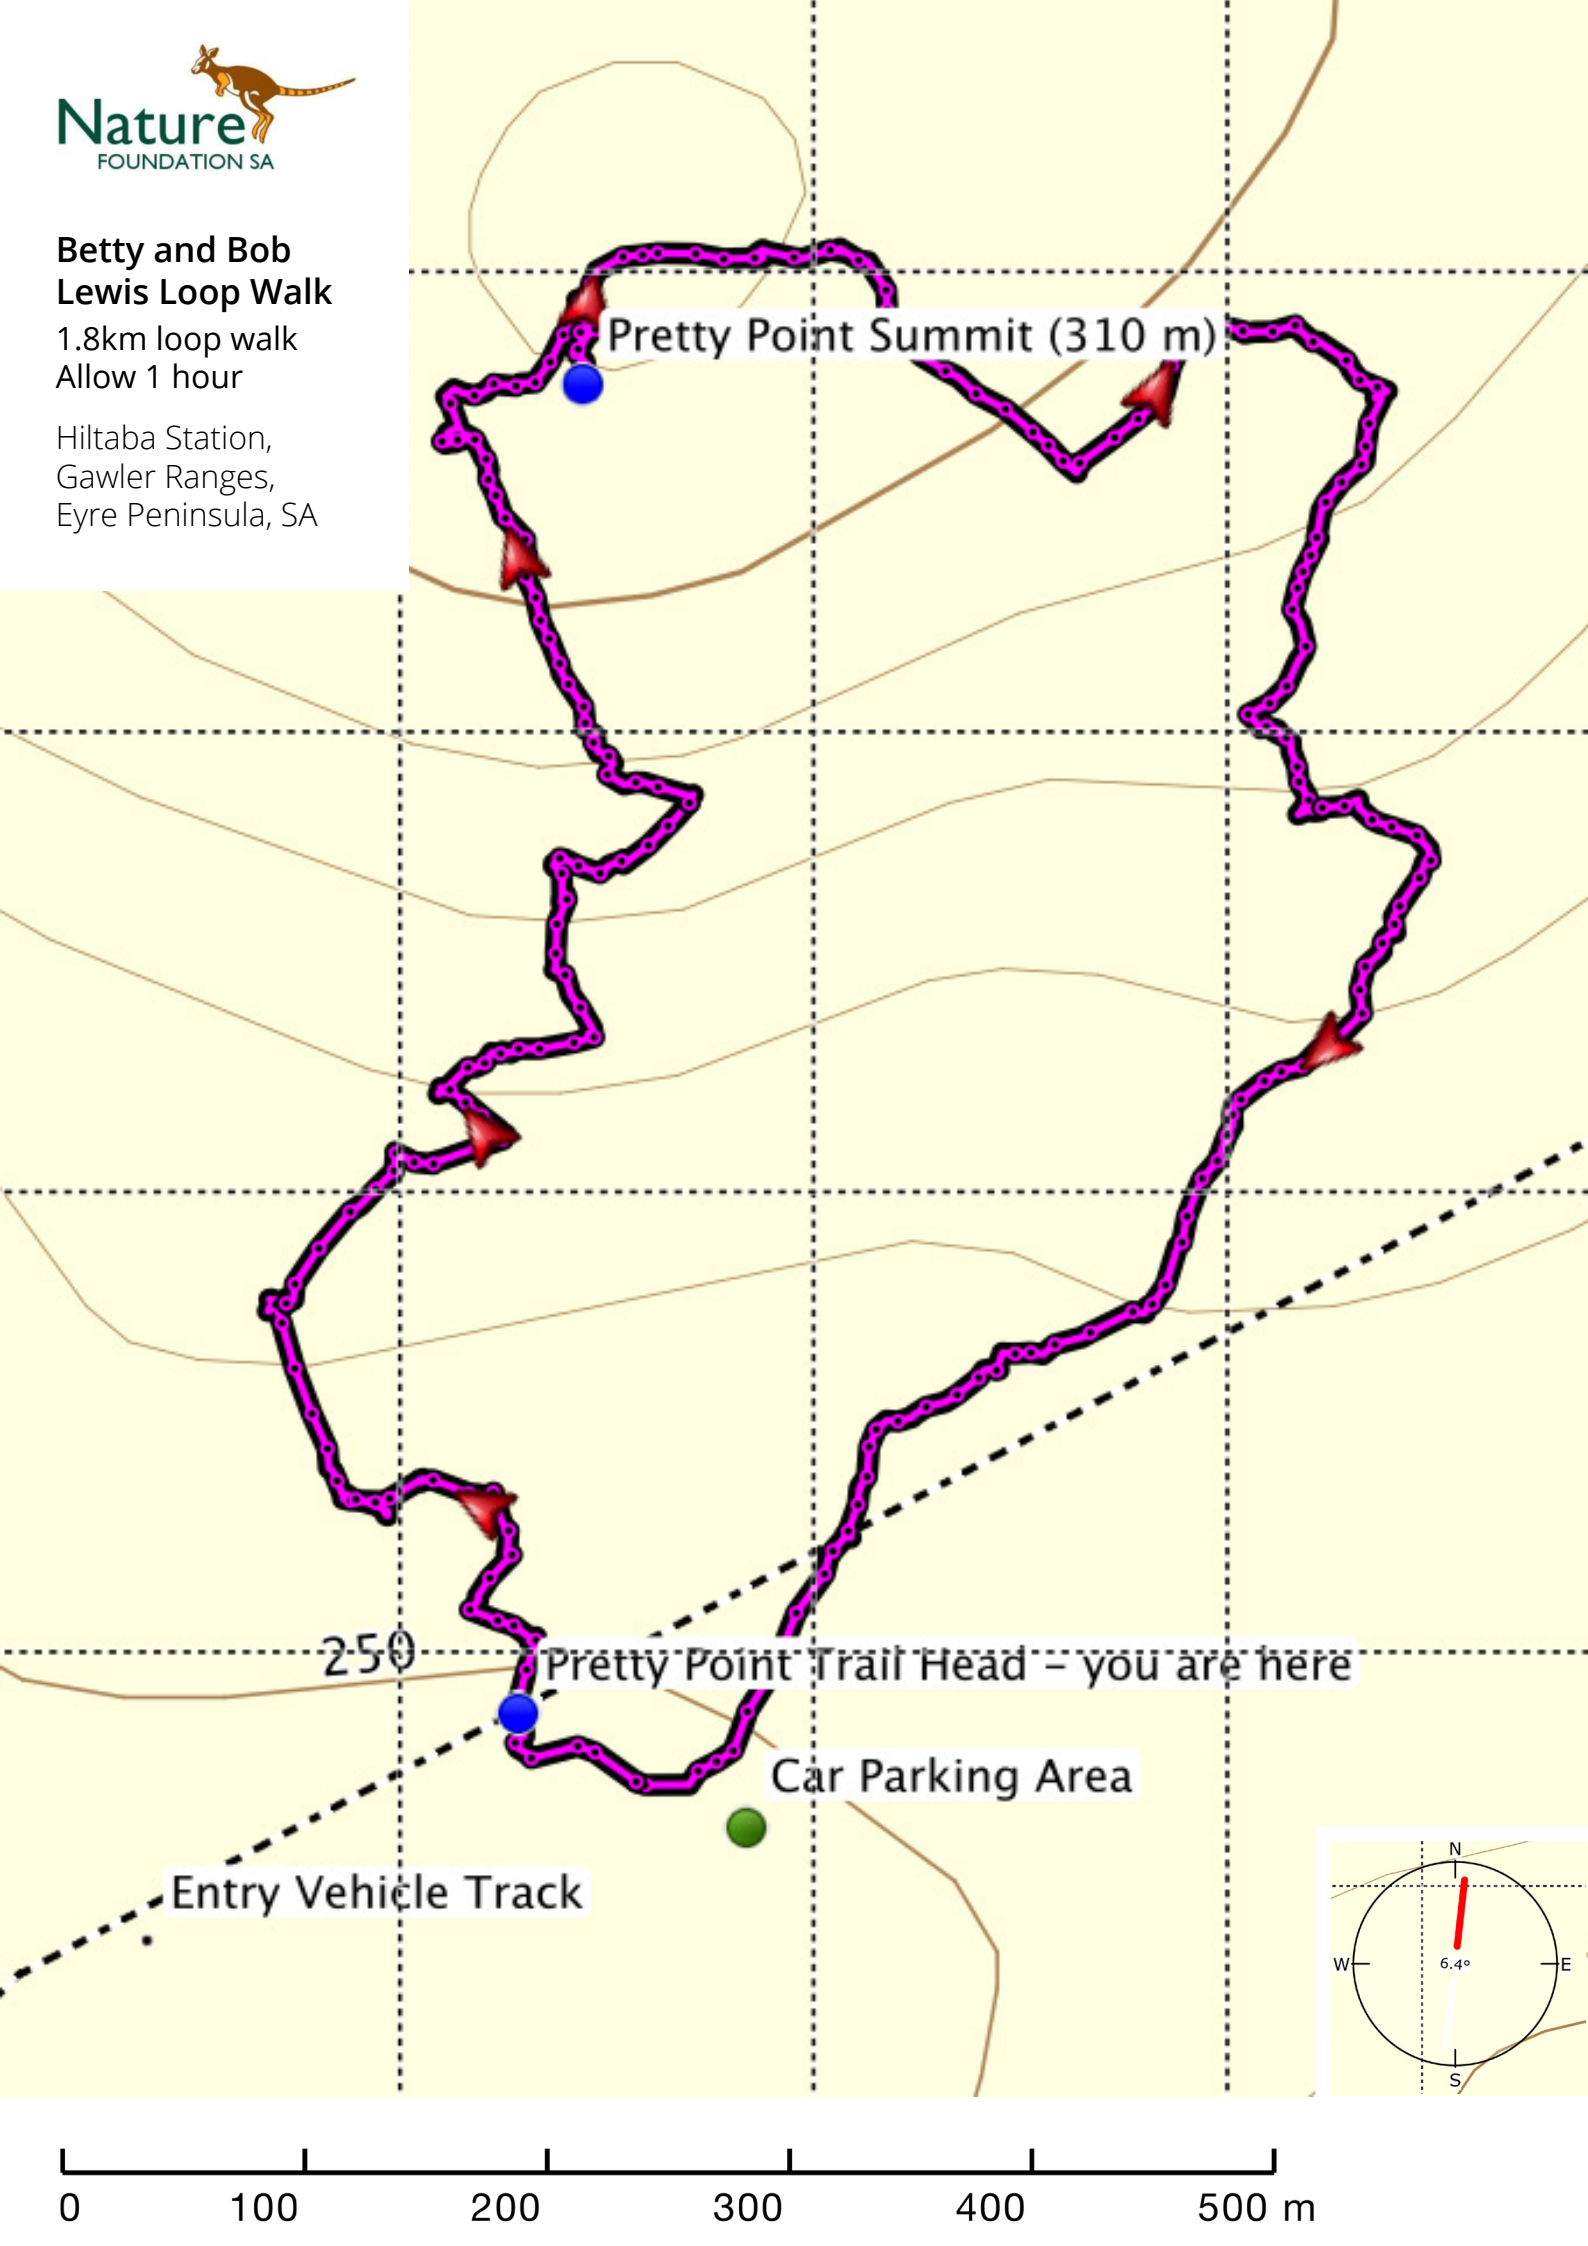 Nature
FOUNDATION SA
Betty and Bob
Lewis Loop Walk
1.8km loop walk
Allow 1 hour
Hiltaba Station,
Gawler Ranges,
Eyre Peninsula, SA
Pretty Point Summit (310 m)
250
Pretty Point Trail Head – you are here
Car Parking Area
Entry Vehicle Track
N
W
6.4°
E
S
0 100 200 300 400 500 m